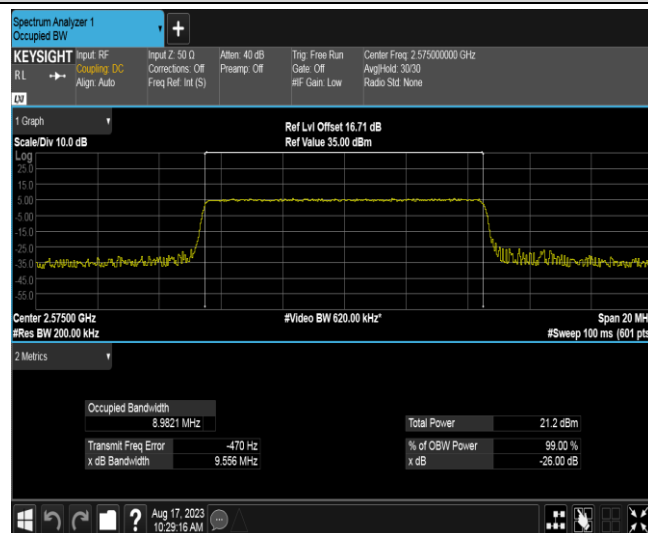 Spectrum Analyzer 1
Occupied BW
+
KEYSIGHT
RL
LXI
Input: RF
Coupling: DC
Align: Auto
Input Z: 50 Ω
Corrections: Off
Freq Ref: Int (S)
Atten: 40 dB
Preamp: Off
Trig: Free Run
Gate: Off
#IF Gain: Low
Center Freq: 2.575000000 GHz
Avg|Hold: 30/30
Radio Std: None
1 Graph
Scale/Div 10.0 dB
Ref Lvl Offset 16.71 dB
Ref Value 35.00 dBm
Log
25.0
15.0
5.00
-5.00
-15.0
-25.0
-35.0
-45.0
-55.0
Center 2.57500 GHz
#Res BW 200.00 kHz
#Video BW 620.00 kHz*
Span 20 MH
#Sweep 100 ms (601 pts
2 Metrics
Occupied Bandwidth
8.9821 MHz
Transmit Freq Error -470 Hz
x dB Bandwidth 9.556 MHz
Total Power 21.2 dBm
% of OBW Power 99.00 %
x dB -26.00 dB
?
Aug 17, 2023
10:29:16 AM